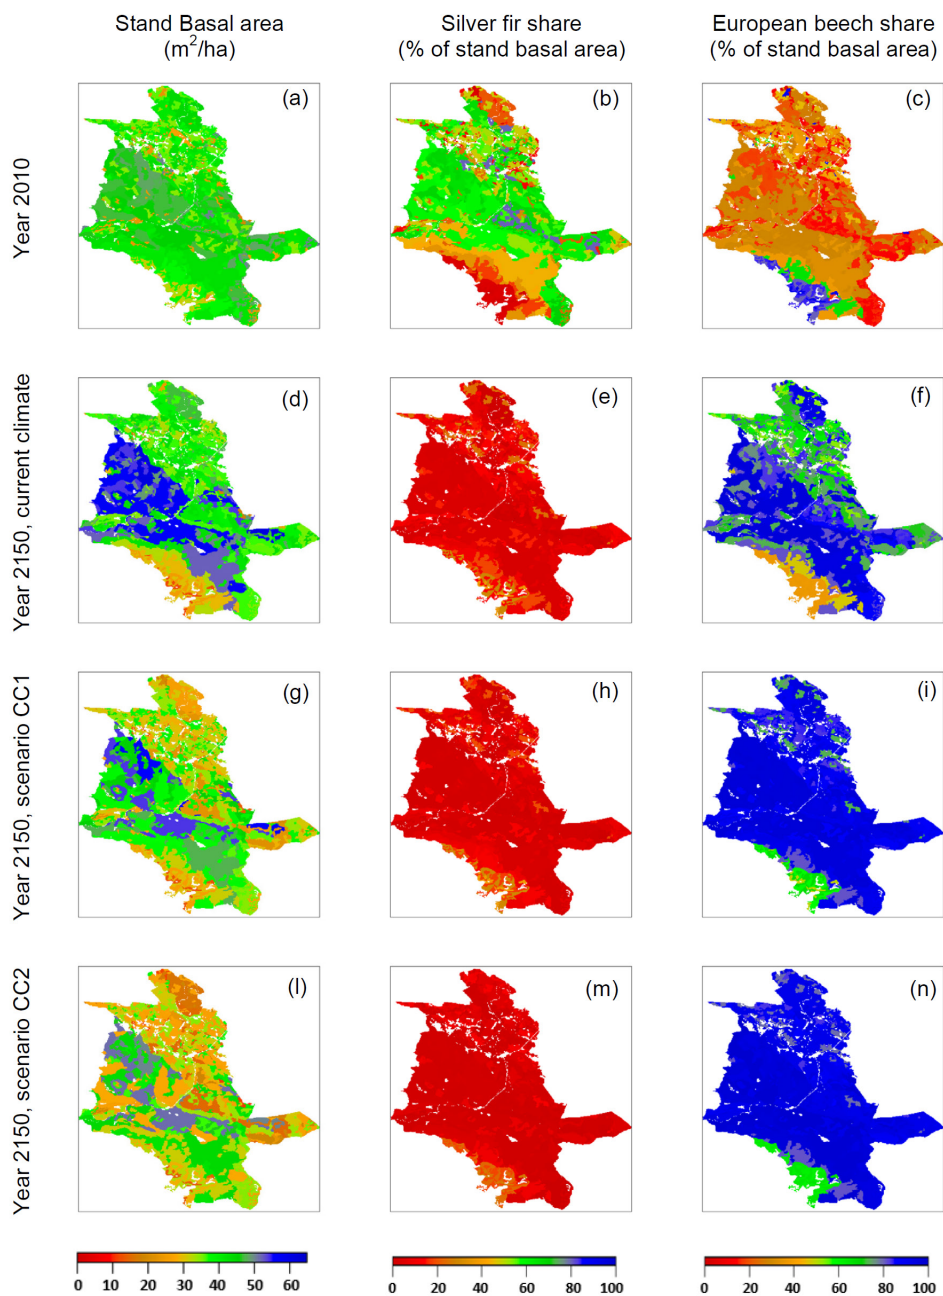 Stand Basal area
(m²/ha)
Silver fir share
(% of stand basal area)
European beech share
(% of stand basal area)
Year 2010
(a)
(b)
(c)
Year 2150, current climate
(d)
(e)
(f)
Year 2150, scenario CC1
(g)
(h)
(i)
Year 2150, scenario CC2
(l)
(m)
(n)
0 10 20 30 40 50 60
0 20 40 60 80 100
0 20 40 60 80 100